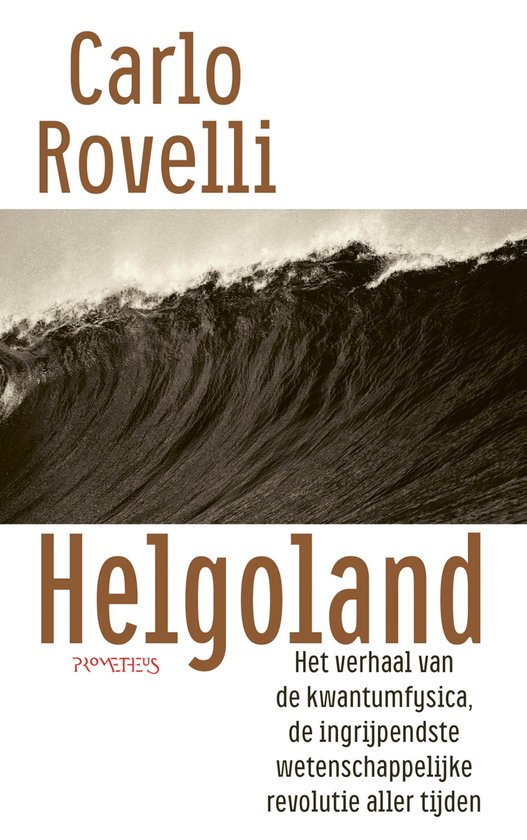 Carlo
Rovelli
Helgoland
PROMETHEUS
Het verhaal van
de kwantumfysica,
de ingrijpendste
wetenschappelijke
revolutie aller tijden